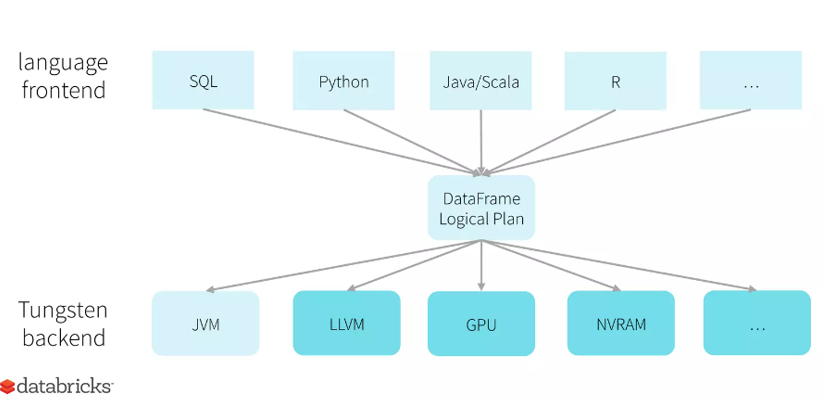 language
frontend
SQL
Python
Java/Scala
R
...
DataFrame
Logical Plan
Tungsten
backend
JVM
LLVM
GPU
NVRAM
...
databricks